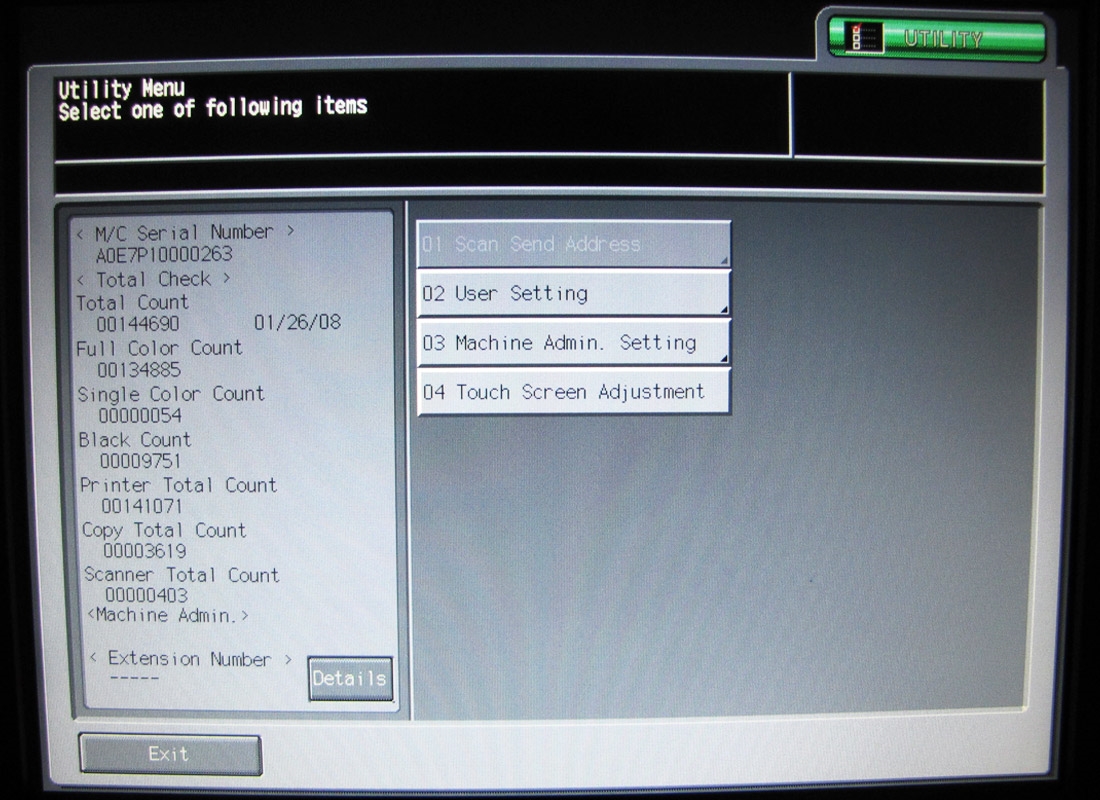 UTILITY
Utility Menu
Select one of following items
< M/C Serial Number >
A0E7P10000263
< Total Check >
Total Count
00144690 01/26/08
Full Color Count
00134885
Single Color Count
00000054
Black Count
00009751
Printer Total Count
00141071
Copy Total Count
00003619
Scanner Total Count
00000403
<Machine Admin.>
< Extension Number >
-----
Details
01 Scan Send Address
02 User Setting
03 Machine Admin. Setting
04 Touch Screen Adjustment
Exit